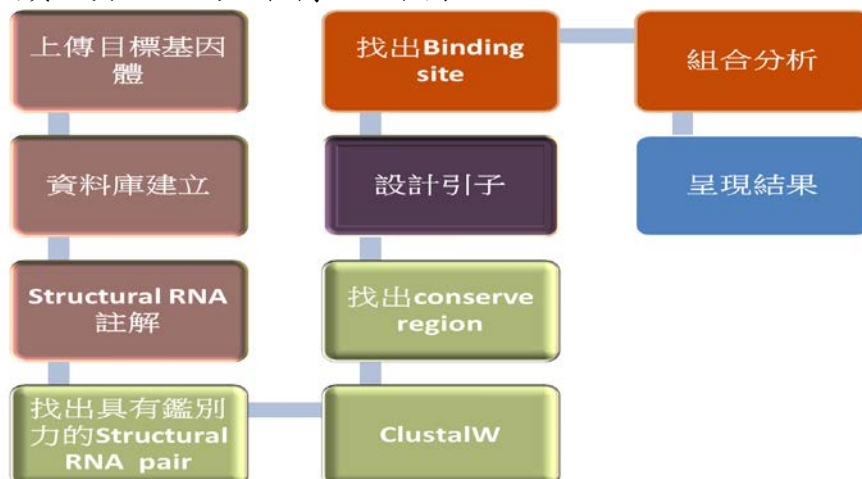 上傳目標基因
體
資料庫建立
Structural RNA
註解
找出具有鑑別
力的Structural
RNA pair
ClustalW
找出conserve
region
設計引子
找出Binding
site
組合分析
呈現結果